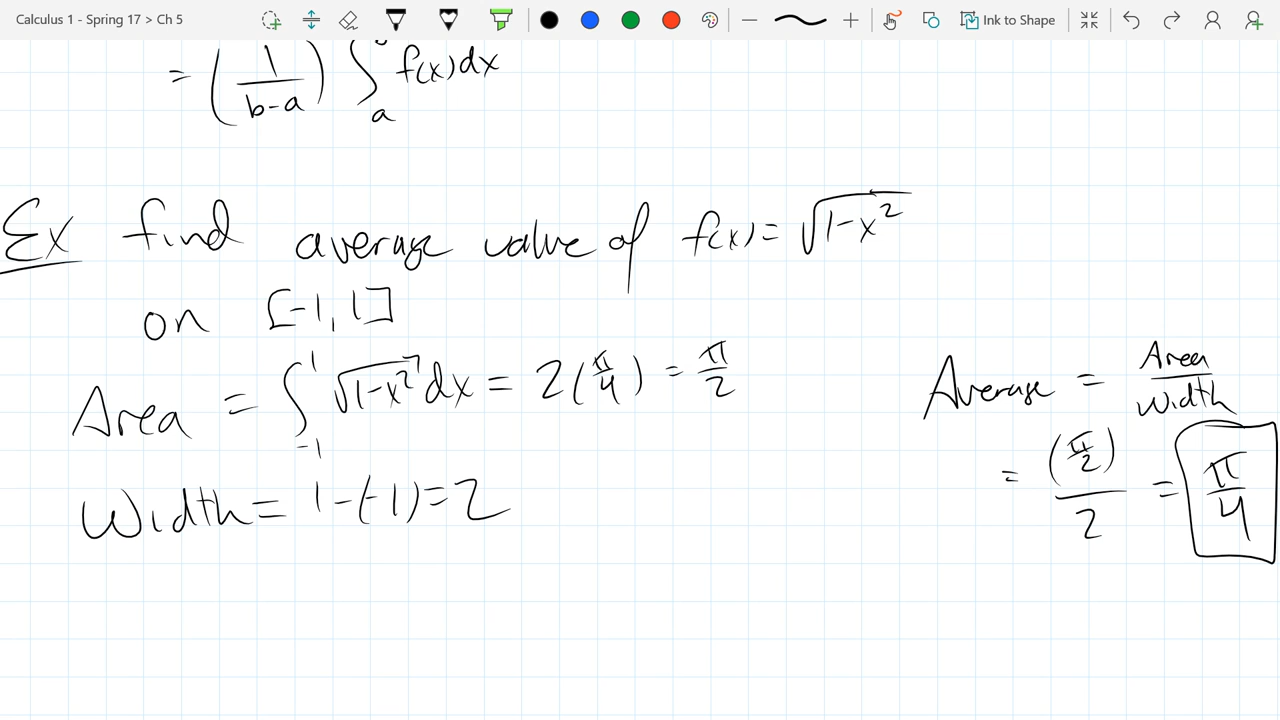 Calculus 1 - Spring 17 > Ch 5
Ink to Shape
= (1/(b-a)) ∫_a f(x)dx
Ex find average value of f(x) = √(1-x²)
on [-1, 1]
Area = ∫_{-1}^{1} √(1-x²) dx = 2(π/4) = π/2
Width = 1-(-1) = 2
Average = Area/Width
= (π/2)/2 = π/4